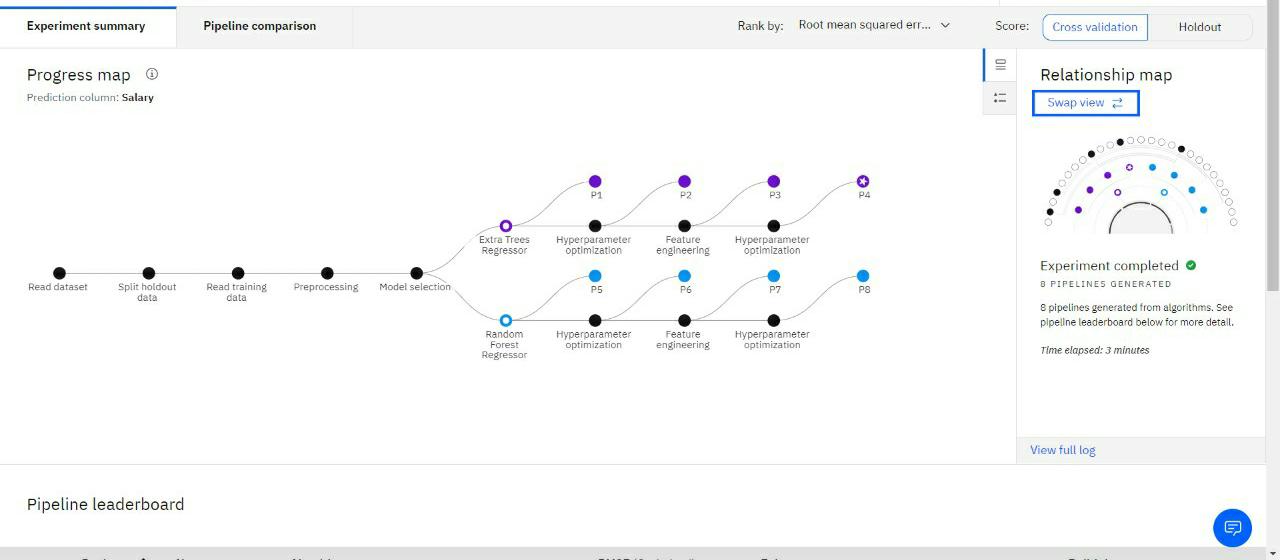 Experiment summary
Pipeline comparison
Rank by:
Root mean squared err...
Score:
Cross validation
Holdout
Progress map
Prediction column: Salary
Relationship map
Swap view
P1
P2
P3
P4
Extra Trees
Regressor
Hyperparameter
optimization
Feature
engineering
Hyperparameter
optimization
Read dataset
Split holdout
data
Read training
data
Preprocessing
Model selection
P5
P6
P7
P8
Random
Forest
Regressor
Hyperparameter
optimization
Feature
engineering
Hyperparameter
optimization
Experiment completed
8 PIPELINES GENERATED
8 pipelines generated from algorithms. See
pipeline leaderboard below for more detail.
Time elapsed: 3 minutes
View full log
Pipeline leaderboard